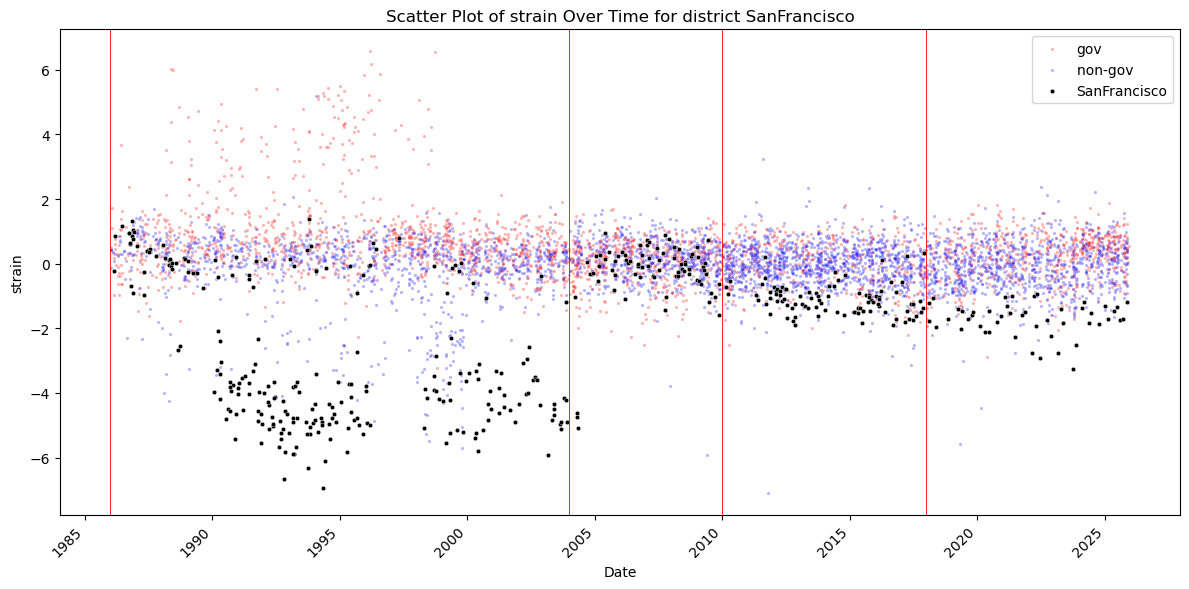 Scatter Plot of strain Over Time for district SanFrancisco
gov
non-gov
SanFrancisco
strain
6
4
2
0
−2
−4
−6
1985
1990
1995
2000
2005
2010
2015
2020
2025
Date